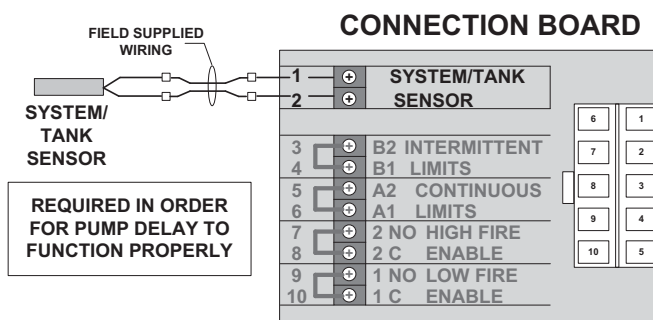 CONNECTION BOARD
FIELD SUPPLIED
WIRING
SYSTEM/
TANK
SENSOR
REQUIRED IN ORDER
FOR PUMP DELAY TO
FUNCTION PROPERLY
1 SYSTEM/TANK
2 SENSOR
3 B2 INTERMITTENT
4 B1 LIMITS
5 A2 CONTINUOUS
6 A1 LIMITS
7 2 NO HIGH FIRE
8 2 C ENABLE
9 1 NO LOW FIRE
10 1 C ENABLE
6 1
7 2
8 3
9 4
10 5